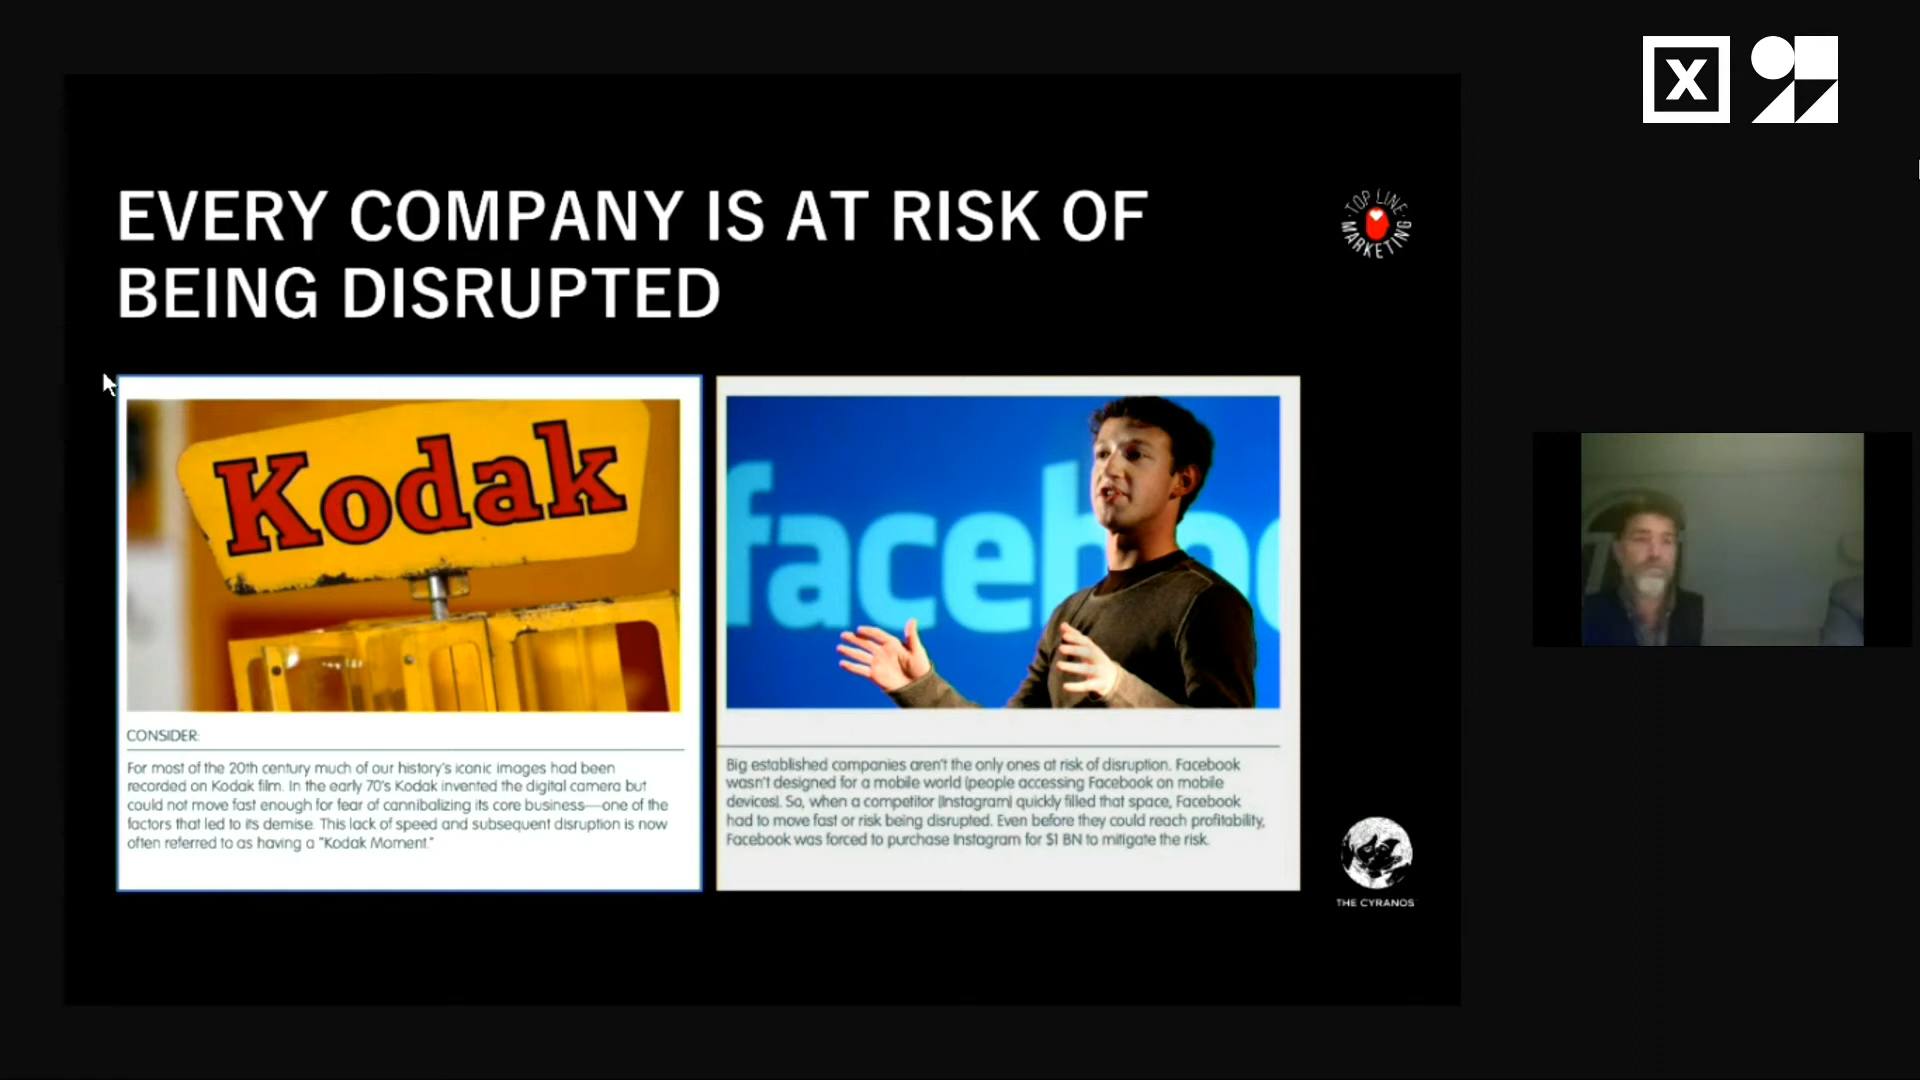 X
EVERY COMPANY IS AT RISK OF
BEING DISRUPTED
TOP LINE
MARKETING
Kodak
facebo
CONSIDER:
For most of the 20th century much of our history's iconic images had been
recorded on Kodak film. In the early 70's Kodak invented the digital camera but
could not move fast enough for fear of cannibalizing its core business—one of the
factors that led to its demise. This lack of speed and subsequent disruption is now
often referred to as having a "Kodak Moment."
Big established companies aren't the only ones at risk of disruption. Facebook
wasn't designed for a mobile world (people accessing Facebook on mobile
devices). So, when a competitor (Instagram) quickly filled that space, Facebook
had to move fast or risk being disrupted. Even before they could reach profitability,
Facebook was forced to purchase Instagram for $1 BN to mitigate the risk.
THE CYRANOS